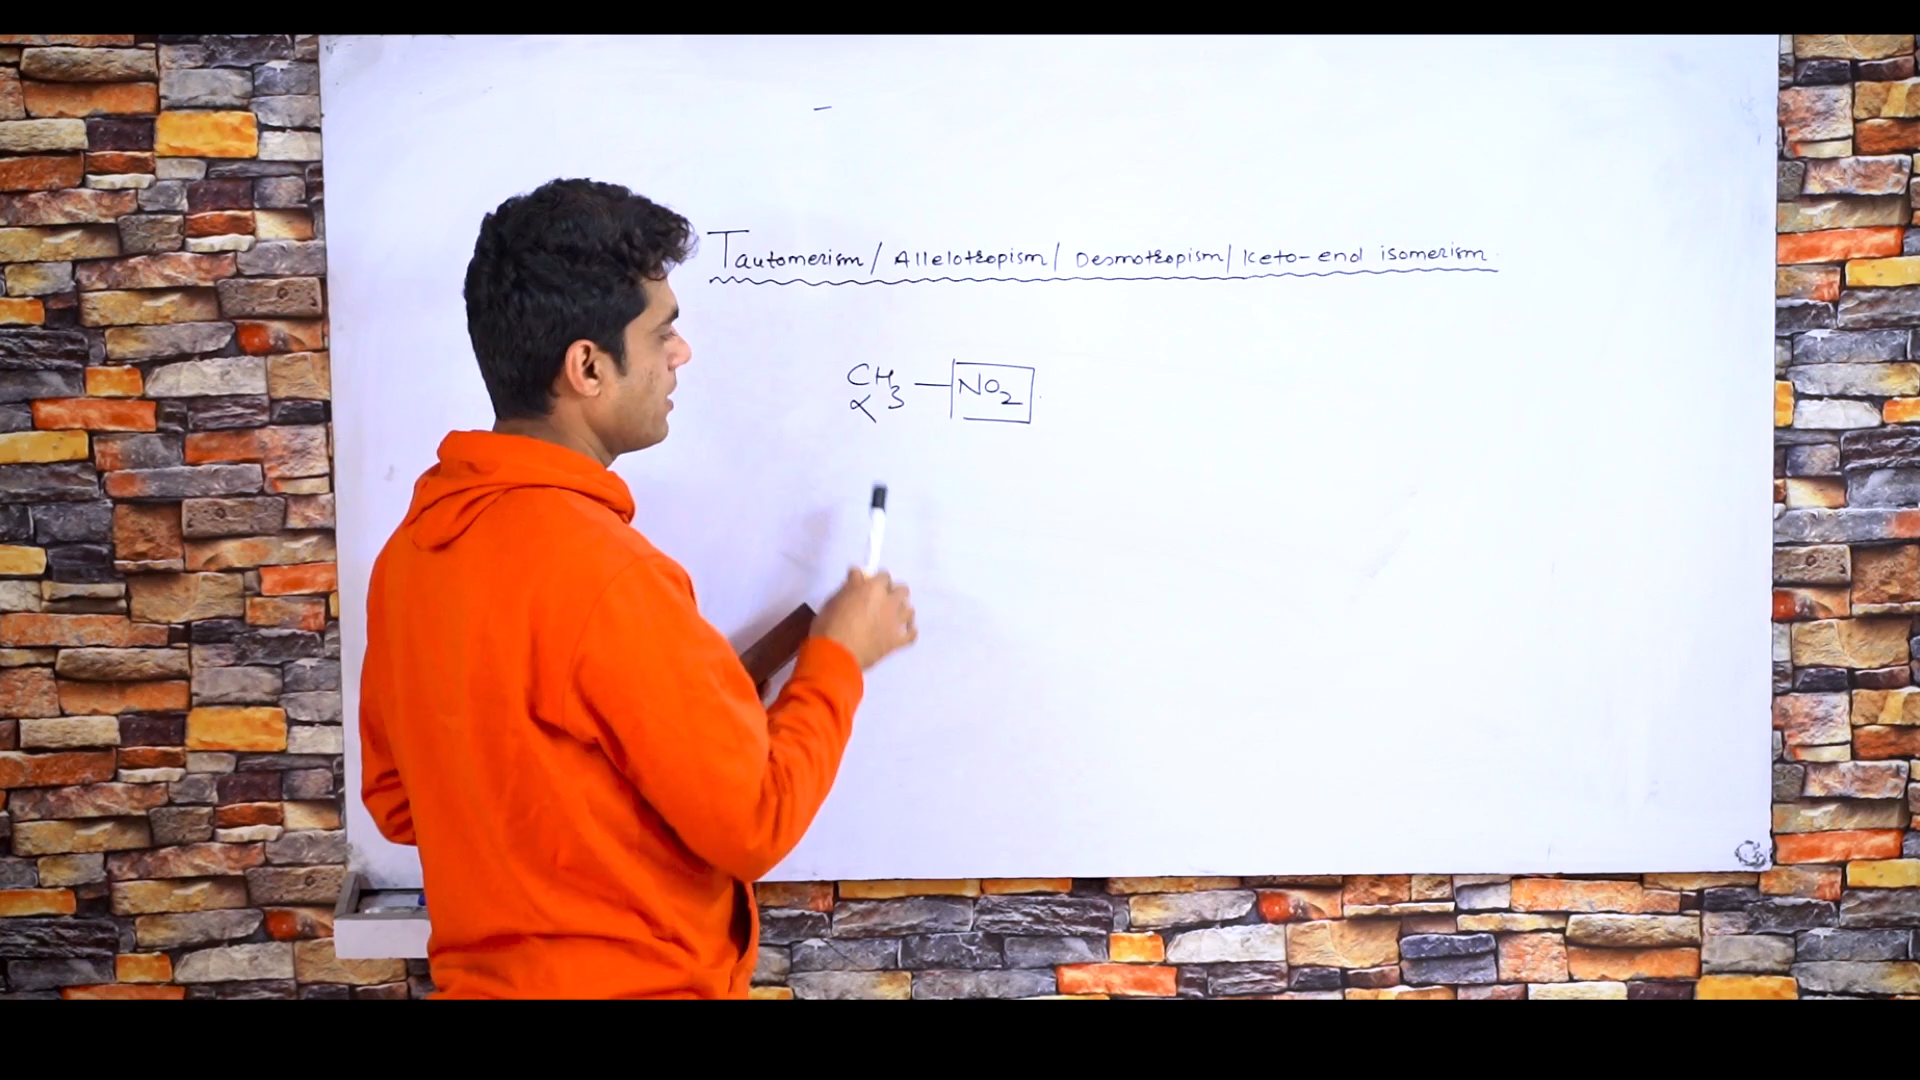 Tautomerism / Allelotropism / Desmotropism / keto-enol isomerism.
CH3 — NO2
α